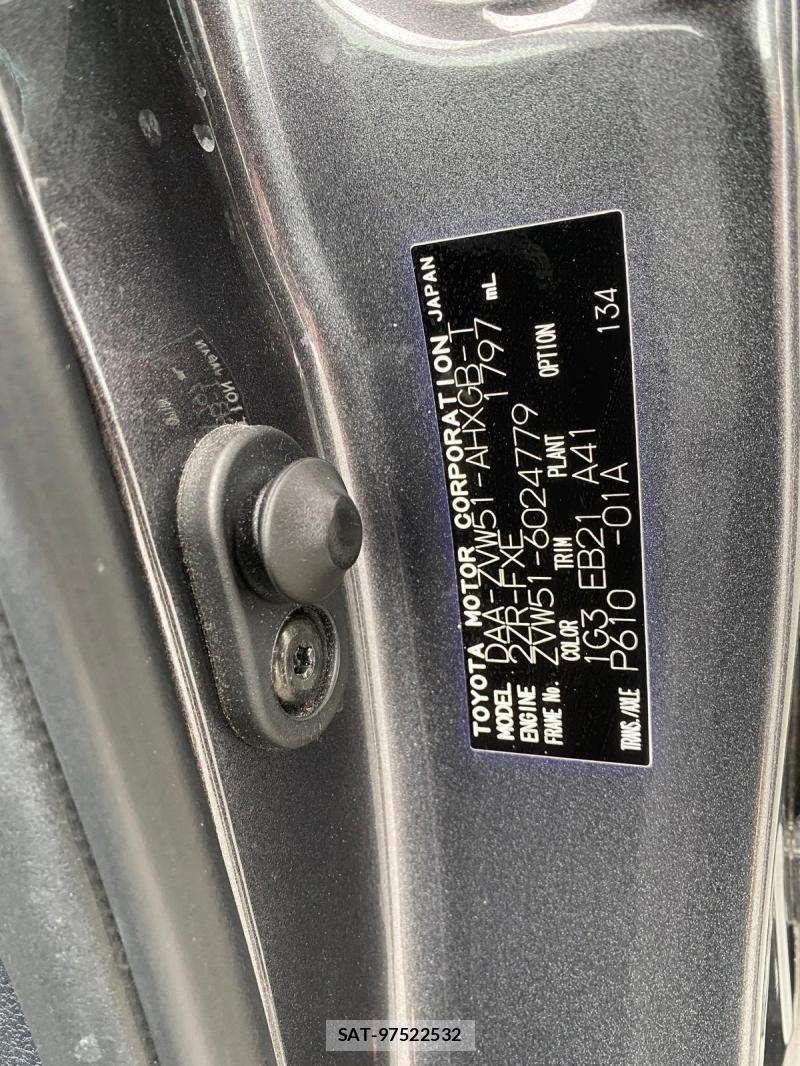 TOYOTA MOTOR CORPORATION JAPAN
MODEL DAA-ZVW51-AHXGB-T
ENGINE 2ZR-FXE 1797 mL
FRAME No. ZVW51-6024779
COLOR TRIM PLANT OPTION
1G3 EB21 A41
TRANS./AXLE P610 -01A 134
SAT-97522532